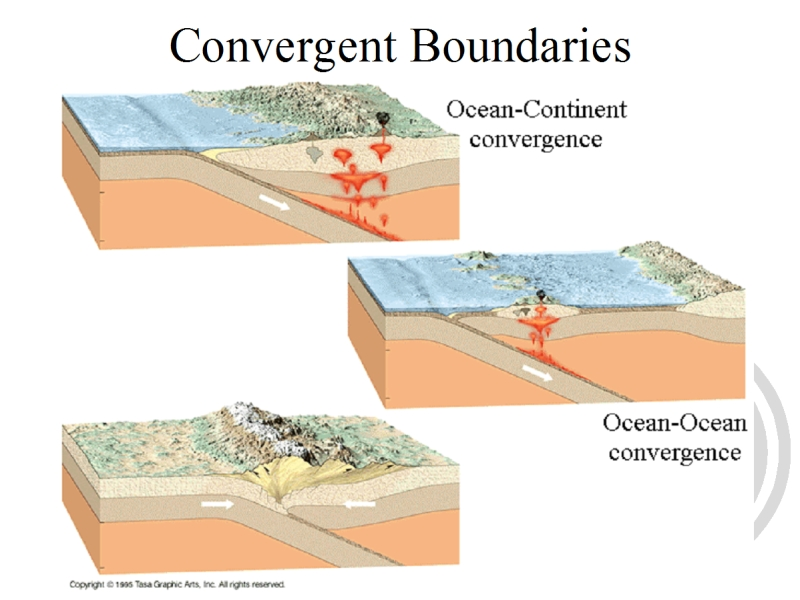 Convergent Boundaries
Ocean-Continent
convergence
Ocean-Ocean
convergence
Copyright © 1995 Tasa Graphic Arts, Inc. All rights reserved.